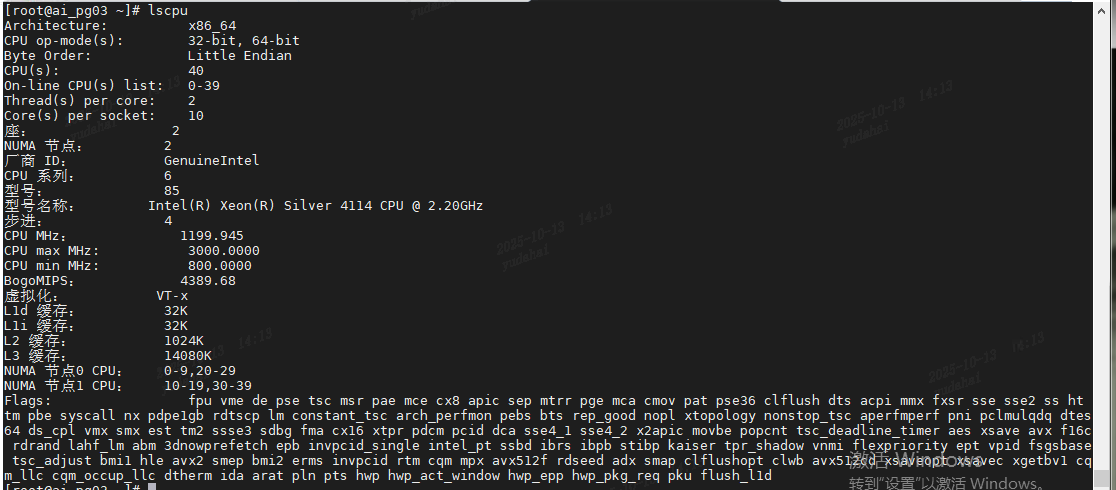 [root@ai_pg03 ~]# lscpu
Architecture:          x86_64
CPU op-mode(s):        32-bit, 64-bit
Byte Order:            Little Endian
CPU(s):                40
On-line CPU(s) list:   0-39
Thread(s) per core:    2
Core(s) per socket:    10
座：                 2
NUMA 节点：          2
厂商 ID：            GenuineIntel
CPU 系列：           6
型号：               85
型号名称：         Intel(R) Xeon(R) Silver 4114 CPU @ 2.20GHz
步进：               4
CPU MHz：              1199.945
CPU max MHz:           3000.0000
CPU min MHz:           800.0000
BogoMIPS：             4389.68
虚拟化：            VT-x
L1d 缓存：           32K
L1i 缓存：           32K
L2 缓存：            1024K
L3 缓存：            14080K
NUMA 节点0 CPU：     0-9,20-29
NUMA 节点1 CPU：     10-19,30-39
Flags:                 fpu vme de pse tsc msr pae mce cx8 apic sep mtrr pge mca cmov pat pse36 clflush dts acpi mmx fxsr sse sse2 ss ht
tm pbe syscall nx pdpe1gb rdtscp lm constant_tsc arch_perfmon pebs bts rep_good nopl xtopology nonstop_tsc aperfmperf pni pclmulqdq dtes
64 ds_cpl vmx smx est tm2 ssse3 sdbg fma cx16 xtpr pdcm pcid dca sse4_1 sse4_2 x2apic movbe popcnt tsc_deadline_timer aes xsave avx f16c
rdrand lahf_lm abm 3dnowprefetch epb invpcid_single intel_pt ssbd ibrs ibpb stibp kaiser tpr_shadow vnmi flexpriority ept vpid fsgsbase
tsc_adjust bmi1 hle avx2 smep bmi2 erms invpcid rtm cqm mpx avx512f rdseed adx smap clflushopt clwb avx512cd xsaveopt xsavec xgetbv1 cq
m_llc cqm_occup_llc dtherm ida arat pln pts hwp hwp_act_window hwp_epp hwp_pkg_req pku flush_l1d
[root@ai_pg03 ~]#
2025-10-13 14:13
yudahai
2025-10-13 14:13
yudahai
激活 Windows
转到"设置"以激活 Windows。